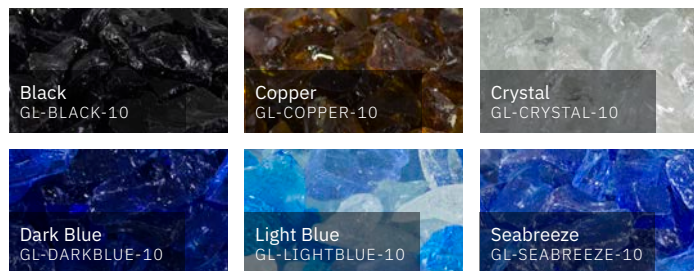 Black
GL-BLACK-10
Copper
GL-COPPER-10
Crystal
GL-CRYSTAL-10
Dark Blue
GL-DARKBLUE-10
Light Blue
GL-LIGHTBLUE-10
Seabreeze
GL-SEABREEZE-10